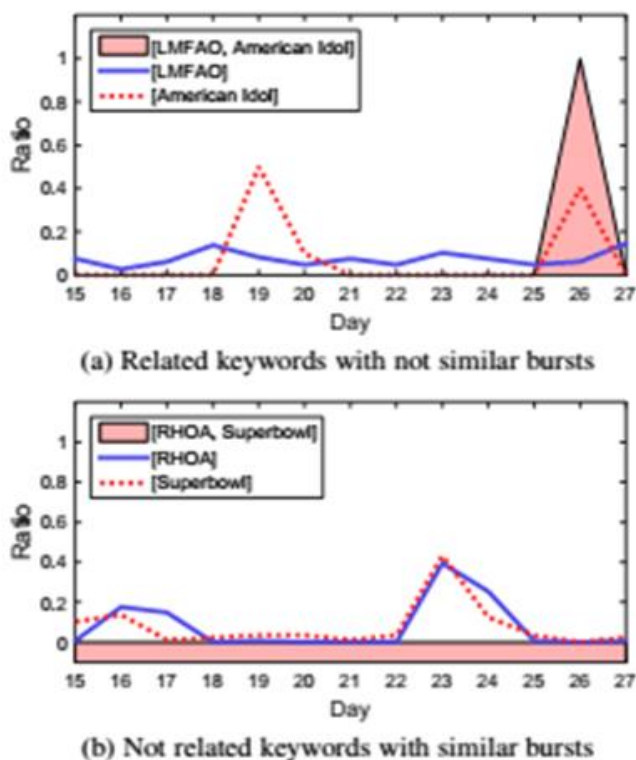 [LMFAO, American Idol]
[LMFAO]
[American Idol]
1
0.8
0.6
0.4
0.2
0
Ratio
15 16 17 18 19 20 21 22 23 24 25 26 27
Day
(a) Related keywords with not similar bursts
[RHOA, Superbowl]
[RHOA]
[Superbowl]
1
0.8
0.6
0.4
0.2
0
Ratio
15 16 17 18 19 20 21 22 23 24 25 26 27
Day
(b) Not related keywords with similar bursts